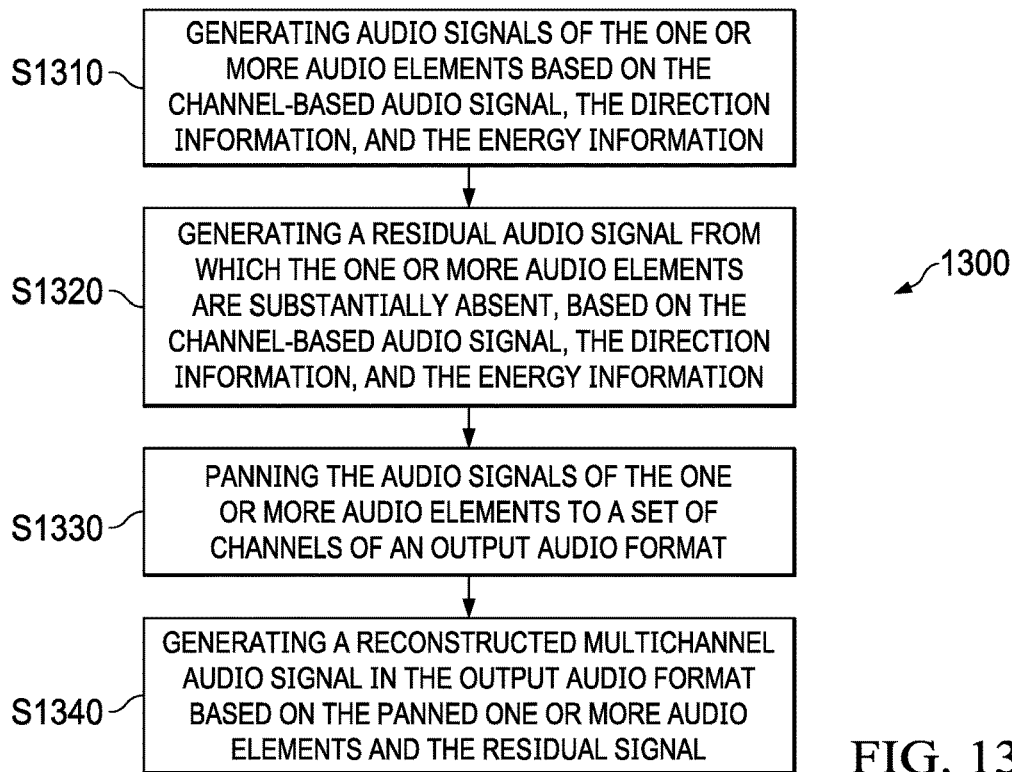 S1310
GENERATING AUDIO SIGNALS OF THE ONE OR
MORE AUDIO ELEMENTS BASED ON THE
CHANNEL-BASED AUDIO SIGNAL, THE DIRECTION
INFORMATION, AND THE ENERGY INFORMATION
S1320
GENERATING A RESIDUAL AUDIO SIGNAL FROM
WHICH THE ONE OR MORE AUDIO ELEMENTS
ARE SUBSTANTIALLY ABSENT, BASED ON THE
CHANNEL-BASED AUDIO SIGNAL, THE DIRECTION
INFORMATION, AND THE ENERGY INFORMATION
1300
S1330
PANNING THE AUDIO SIGNALS OF THE ONE
OR MORE AUDIO ELEMENTS TO A SET OF
CHANNELS OF AN OUTPUT AUDIO FORMAT
S1340
GENERATING A RECONSTRUCTED MULTICHANNEL
AUDIO SIGNAL IN THE OUTPUT AUDIO FORMAT
BASED ON THE PANNED ONE OR MORE AUDIO
ELEMENTS AND THE RESIDUAL SIGNAL
FIG. 13